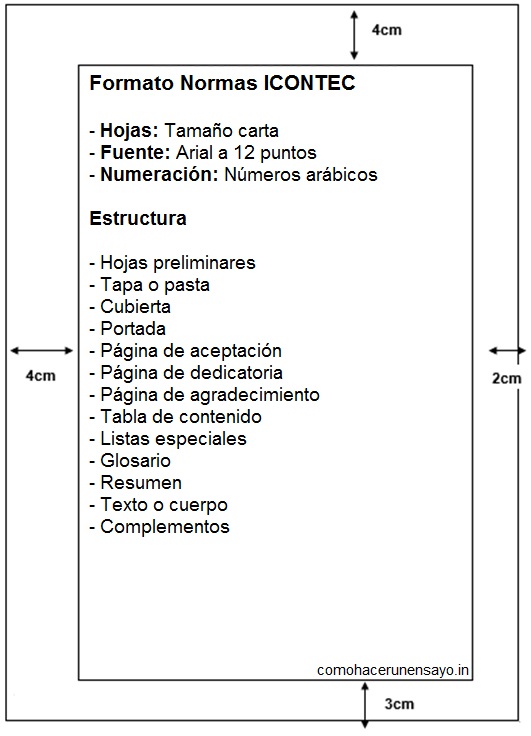 4cm
Formato Normas ICONTEC
- Hojas: Tamaño carta
- Fuente: Arial a 12 puntos
- Numeración: Números arábicos
Estructura
- Hojas preliminares
- Tapa o pasta
- Cubierta
- Portada
- Página de aceptación
- Página de dedicatoria
- Página de agradecimiento
- Tabla de contenido
- Listas especiales
- Glosario
- Resumen
- Texto o cuerpo
- Complementos
4cm
2cm
comohacerunensayo.in
3cm